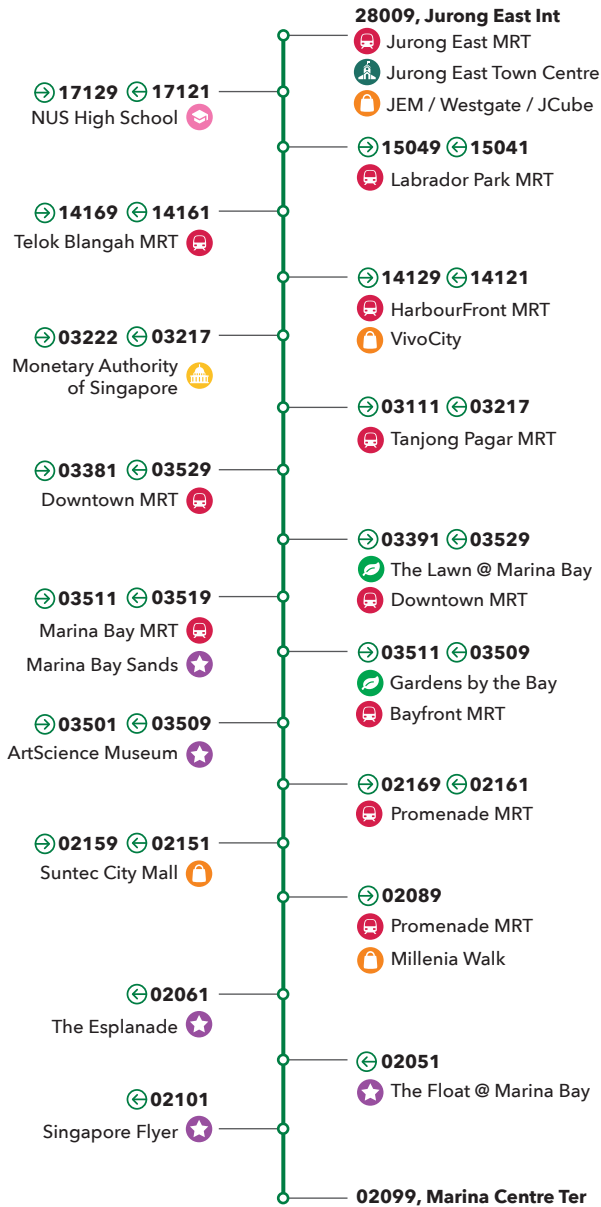 28009, Jurong East Int
Jurong East MRT
Jurong East Town Centre
JEM / Westgate / JCube
17129 17121
NUS High School
15049 15041
Labrador Park MRT
14169 14161
Telok Blangah MRT
14129 14121
HarbourFront MRT
VivoCity
03222 03217
Monetary Authority
of Singapore
03111 03217
Tanjong Pagar MRT
03381 03529
Downtown MRT
03391 03529
The Lawn @ Marina Bay
Downtown MRT
03511 03519
Marina Bay MRT
Marina Bay Sands
03511 03509
Gardens by the Bay
Bayfront MRT
03501 03509
ArtScience Museum
02169 02161
Promenade MRT
02159 02151
Suntec City Mall
02089
Promenade MRT
Millenia Walk
02061
The Esplanade
02051
The Float @ Marina Bay
02101
Singapore Flyer
02099, Marina Centre Ter